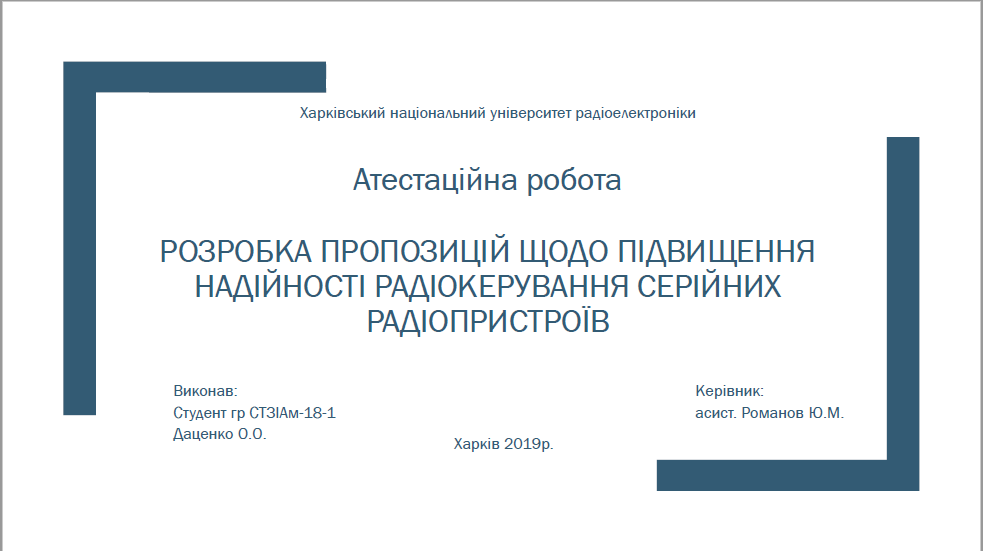 Харківський національний університет радіоелектроніки
Атестаційна робота
РОЗРОБКА ПРОПОЗИЦІЙ ЩОДО ПІДВИЩЕННЯ
НАДІЙНОСТІ РАДІОКЕРУВАННЯ СЕРІЙНИХ
РАДІОПРИСТРОЇВ
Виконав:
Студент гр СТЗІАм-18-1
Даценко О.О.
Керівник:
асист. Романов Ю.М.
Харків 2019р.